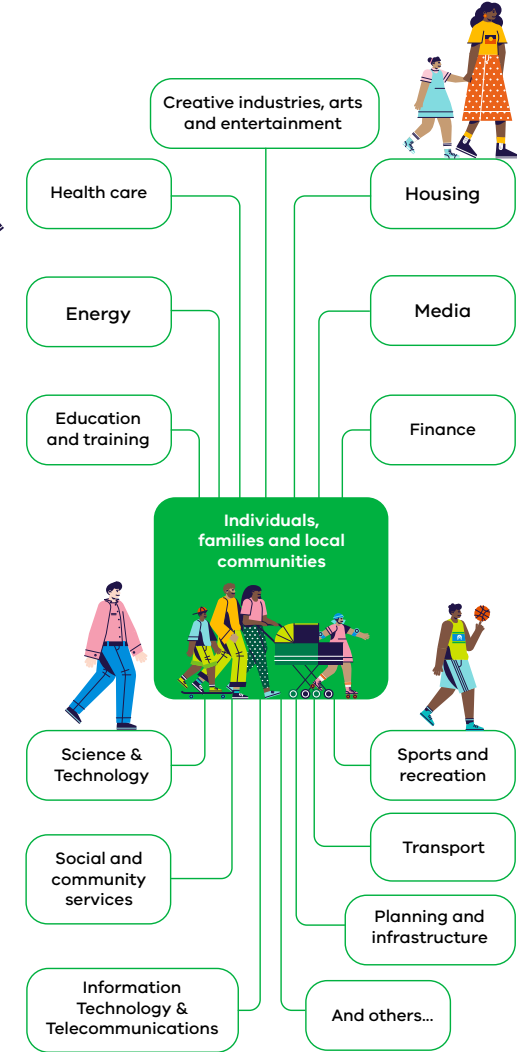 Creative industries, arts
and entertainment
Health care
Housing
Energy
Media
Education
and training
Finance
Individuals,
families and local
communities
Science &
Technology
Sports and
recreation
Social and
community
services
Transport
Planning and
infrastructure
Information
Technology &
Telecommunications
And others...